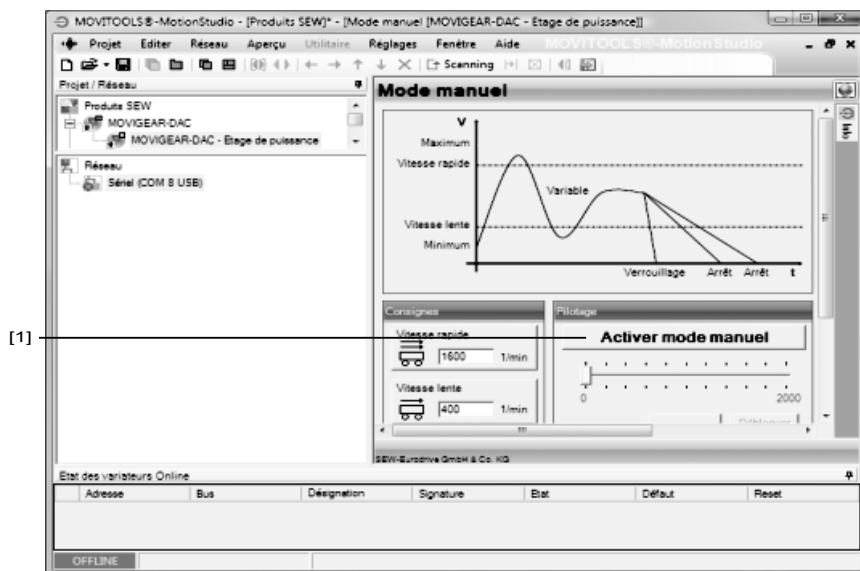 MOVITOOLS®-MotionStudio - [Produits SEW]* - [Mode manuel [MOVIGEAR-DAC - Etage de puissance]]
Projet Editer Réseau Aperçu Utilitaire Réglages Fenêtre Aide MOVITOOLS®-MotionStudio
Scanning
Projet / Réseau
Produits SEW
MOVIGEAR-DAC
MOVIGEAR-DAC - Etage de puissance
Réseau
Sériel (COM 8 USB)
Mode manuel
Info
V
Maximum
Vitesse rapide
Variable
Vitesse lente
Minimum
Verrouillage Arrêt Arrêt t
Consignes
Vitesse rapide
1600 1/min
Vitesse lente
400 1/min
Pilotage
[1]
Activer mode manuel
0 2000
SEW-Eurodrive GmbH & Co. KG
Etat des variateurs Online
Adresse Bus Désignation Signature Etat Défaut Reset
OFFLINE